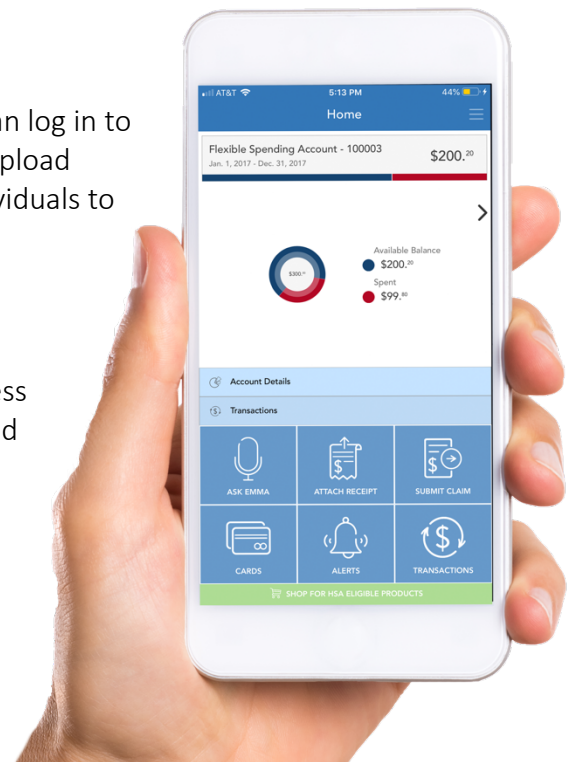 an log in to
pload
viduals to
ess
d
AT&T 5:13 PM 44%
Home
Flexible Spending Account - 100003
Jan. 1, 2017 - Dec. 31, 2017
$200.20
Available Balance
$200.20
Spent
$99.80
Account Details
Transactions
ASK EMMA ATTACH RECEIPT SUBMIT CLAIM
CARDS ALERTS TRANSACTIONS
SHOP FOR HSA ELIGIBLE PRODUCTS